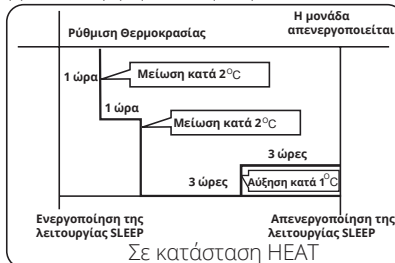 Ρύθμιση Θερμοκρασίας
Η μονάδα
απενεργοποιείται
1 ώρα
Μείωση κατά 2°C
1 ώρα
Μείωση κατά 2°C
3 ώρες
3 ώρες
Αύξηση κατά 1°C
Ενεργοποίηση της
λειτουργίας SLEEP
Απενεργοποίηση της
λειτουργίας SLEEP
Σε κατάσταση HEAT